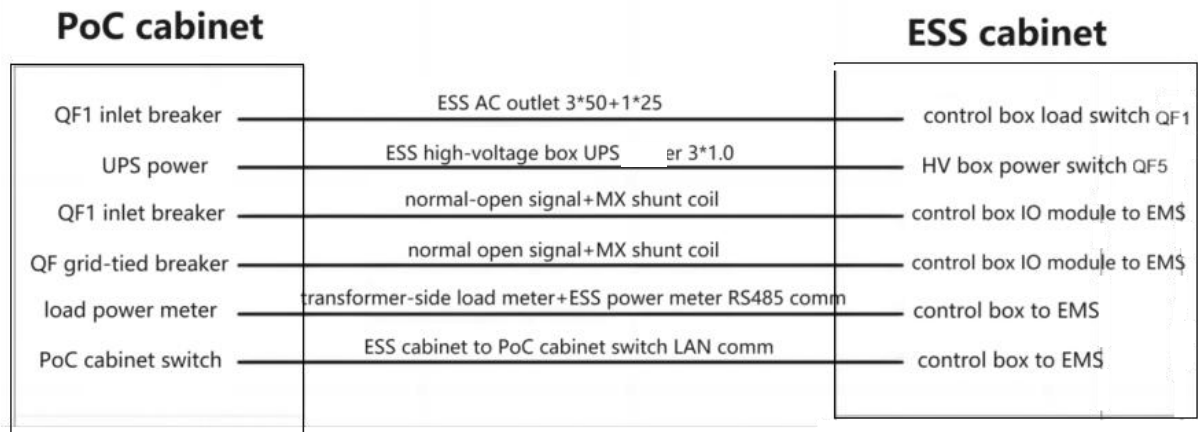 PoC cabinet
ESS cabinet
QF1 inlet breaker
ESS AC outlet 3*50+1*25
control box load switch QF1
UPS power
ESS high-voltage box UPS er 3*1.0
HV box power switch QF5
QF1 inlet breaker
normal-open signal+MX shunt coil
control box IO module to EMS
QF grid-tied breaker
normal open signal+MX shunt coil
control box IO module to EMS
load power meter
transformer-side load meter+ESS power meter RS485 comm
control box to EMS
PoC cabinet switch
ESS cabinet to PoC cabinet switch LAN comm
control box to EMS